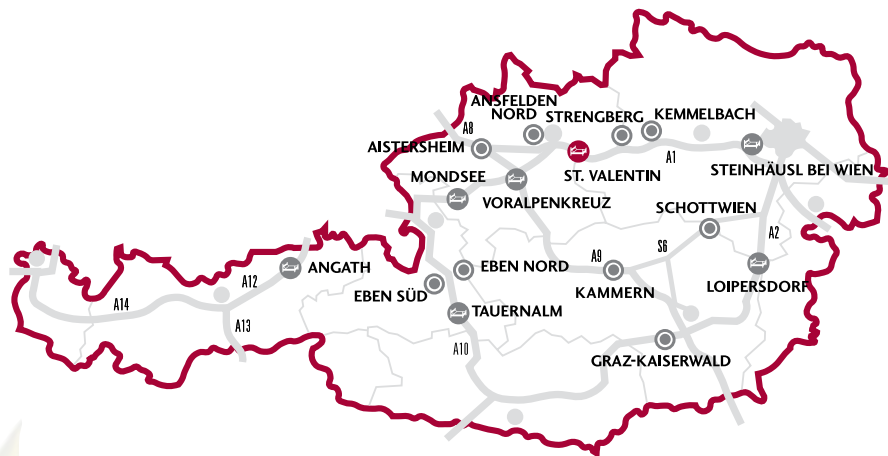 ANSFELDEN
NORD
STRENGBERG
KEMMELBACH
A8
AISTERSHEIM
A1
STEINHÄUSL BEI WIEN
MONDSEE
ST. VALENTIN
VORALPENKREUZ
SCHOTTWIEN
A2
S6
A9
ANGATH
EBEN NORD
A12
EBEN SÜD
KAMMERN
LOIPERSDORF
A14
TAUERNALM
A13
A10
GRAZ-KAISERWALD